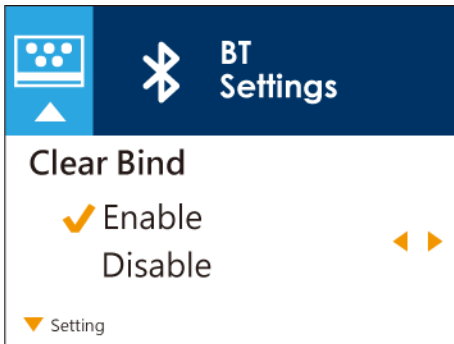 BT
Settings
Clear Bind
Enable
Disable
Setting